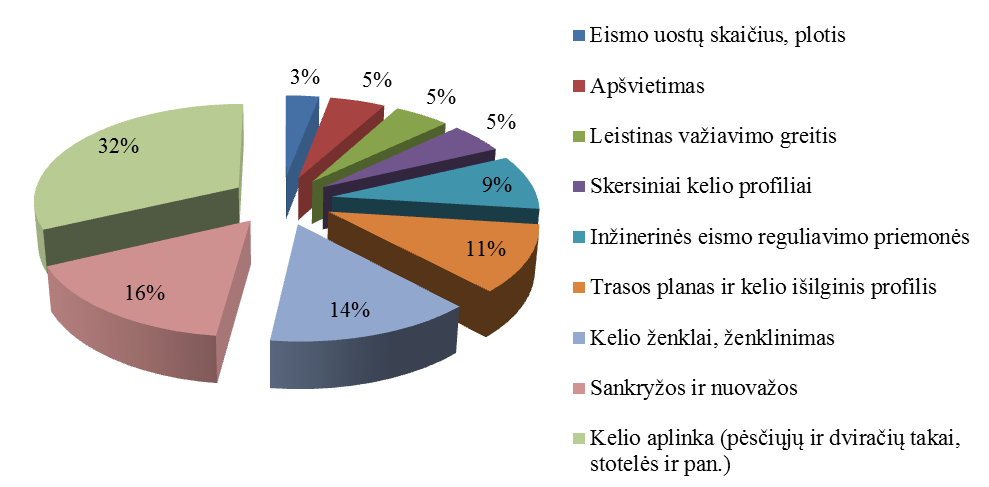 3%
5%
5%
5%
9%
11%
14%
16%
32%
Eismo uostų skaičius, plotis
Apšvietimas
Leistinas važiavimo greitis
Skersiniai kelio profiliai
Inžinerinės eismo reguliavimo priemonės
Trasos planas ir kelio išilginis profilis
Kelio ženklai, ženklinimas
Sankryžos ir nuovažos
Kelio aplinka (pėsčiųjų ir dviračių takai,
stotelės ir pan.)